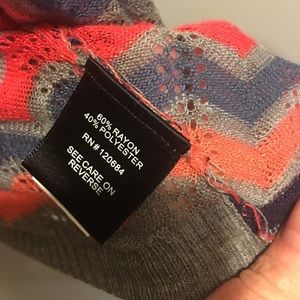 60% RAYON
40% POLYESTER
RN# 120684
SEE CARE ON
REVERSE